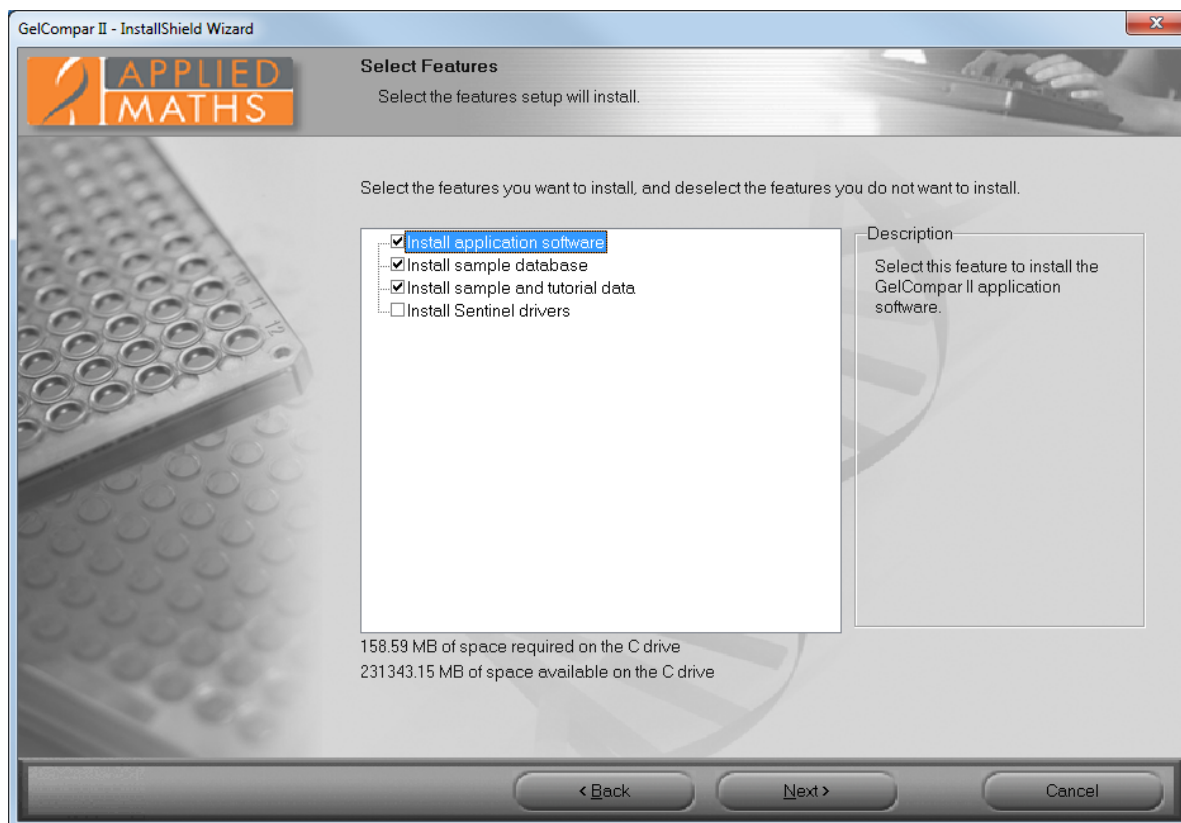 GelCompar II - InstallShield Wizard
APPLIED
MATHS
Select Features
Select the features setup will install.
Select the features you want to install, and deselect the features you do not want to install.
Install application software
Install sample database
Install sample and tutorial data
Install Sentinel drivers
Description
Select this feature to install the
GelCompar II application
software.
158.59 MB of space required on the C drive
231343.15 MB of space available on the C drive
10
11
12
< Back
Next >
Cancel